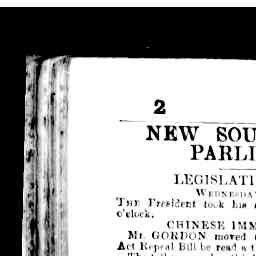 2
NEW SOU
PARLI
LEGISLATI
WEDNESDAY
THE President took his
o'clock.
CHINESE IMM
MR. GORDON moved
Act Repeal Bill be read a t